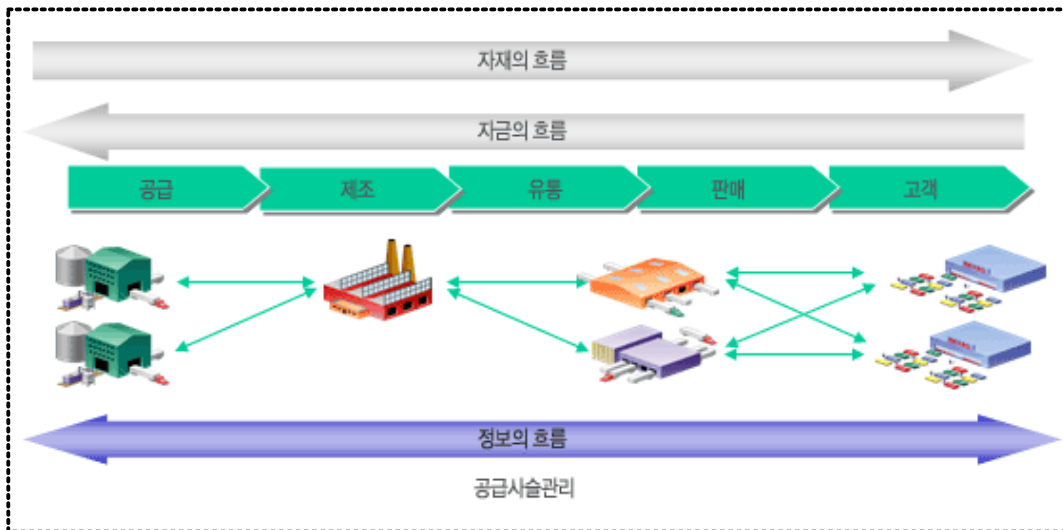 자재의 흐름
자금의 흐름
공급 제조 유통 판매 고객
정보의 흐름
공급사슬관리